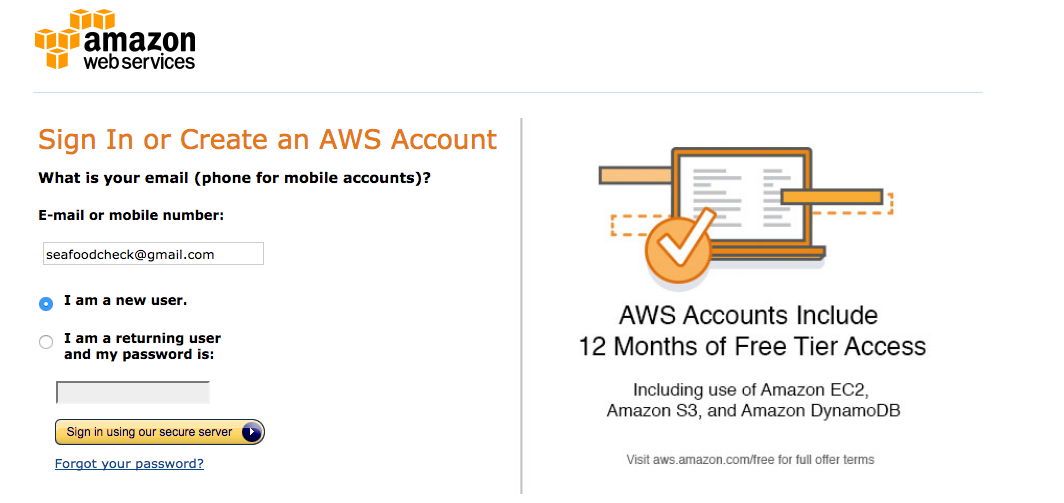 amazon
web services
Sign In or Create an AWS Account
What is your email (phone for mobile accounts)?
E-mail or mobile number:
seafoodcheck@gmail.com
I am a new user.
I am a returning user
and my password is:
Sign in using our secure server
Forgot your password?
AWS Accounts Include
12 Months of Free Tier Access
Including use of Amazon EC2,
Amazon S3, and Amazon DynamoDB
Visit aws.amazon.com/free for full offer terms